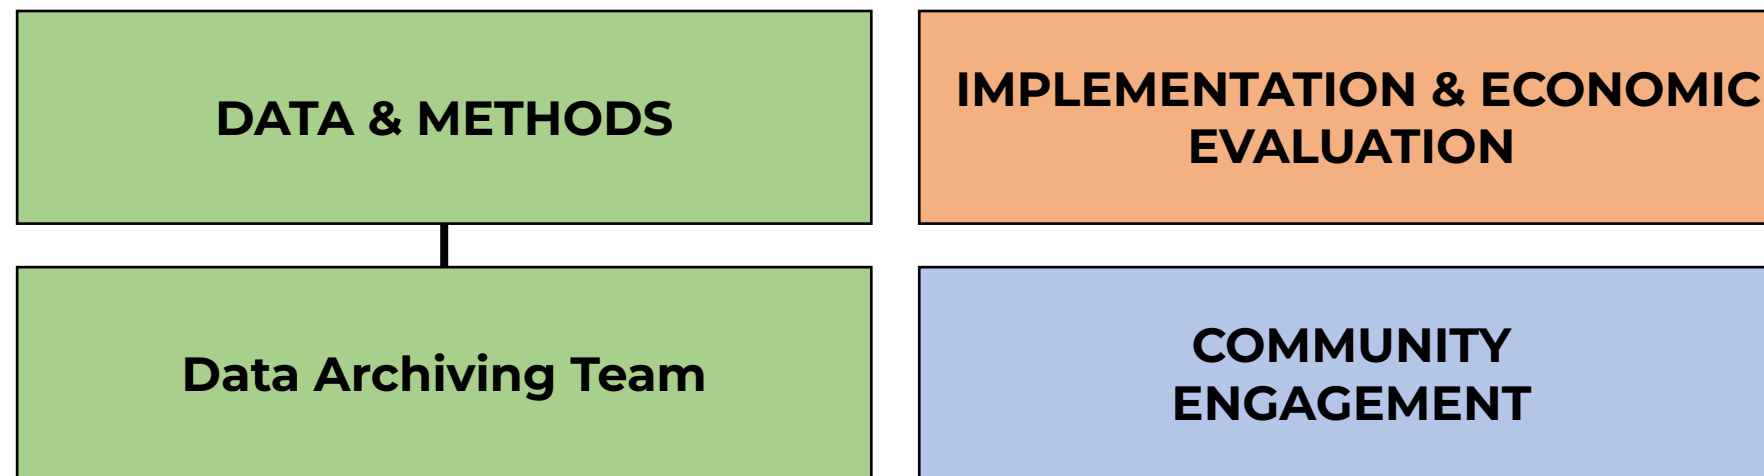 DATA & METHODS
IMPLEMENTATION & ECONOMIC
EVALUATION
Data Archiving Team
COMMUNITY
ENGAGEMENT